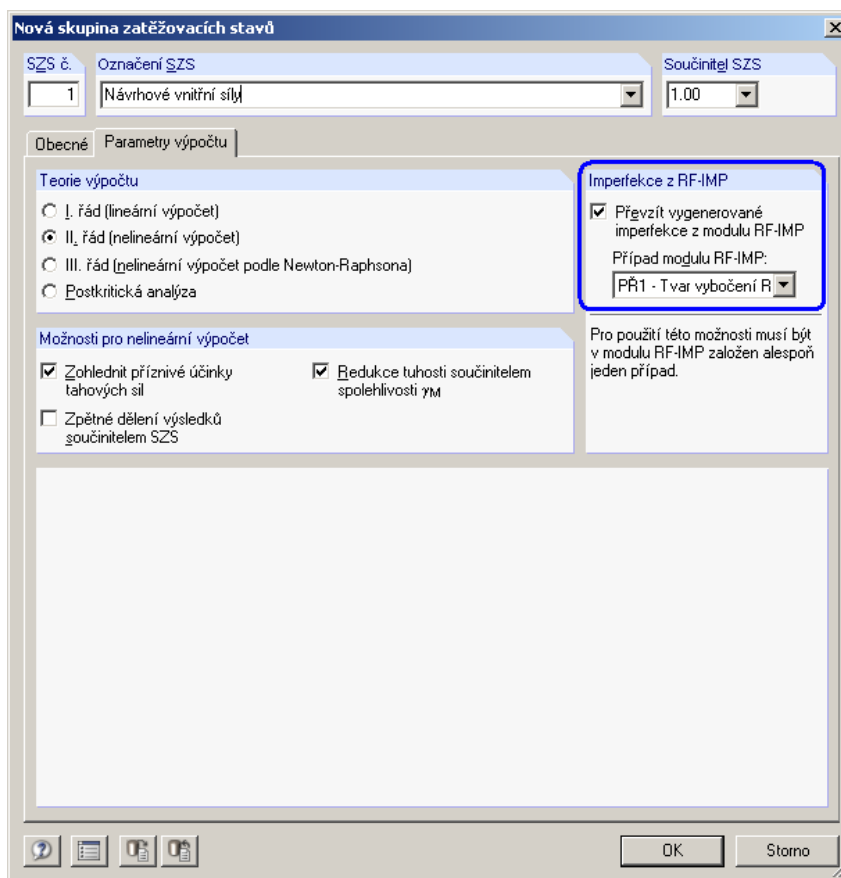 Nová skupina zatěžovacích stavů
SZS č.
Označení SZS
Součinitel SZS
1
Návrhové vnitřní síly
1.00
Obecné
Parametry výpočtu
Teorie výpočtu
I. řád (lineární výpočet)
II. řád (nelineární výpočet)
III. řád (nelineární výpočet podle Newton-Raphsona)
Postkritická analýza
Imperfekce z RF-IMP
Převzít vygenerované
imperfekce z modulu RF-IMP
Případ modulu RF-IMP:
PŘ1 - Tvar vybočení R
Pro použití této možnosti musí být
v modulu RF-IMP založen alespoň
jeden případ.
Možnosti pro nelineární výpočet
Zohlednit příznivé účinky
tahových sil
Redukce tuhosti součinitelem
spolehlivosti γM
Zpětné dělení výsledků
součinitelem SZS
OK
Storno